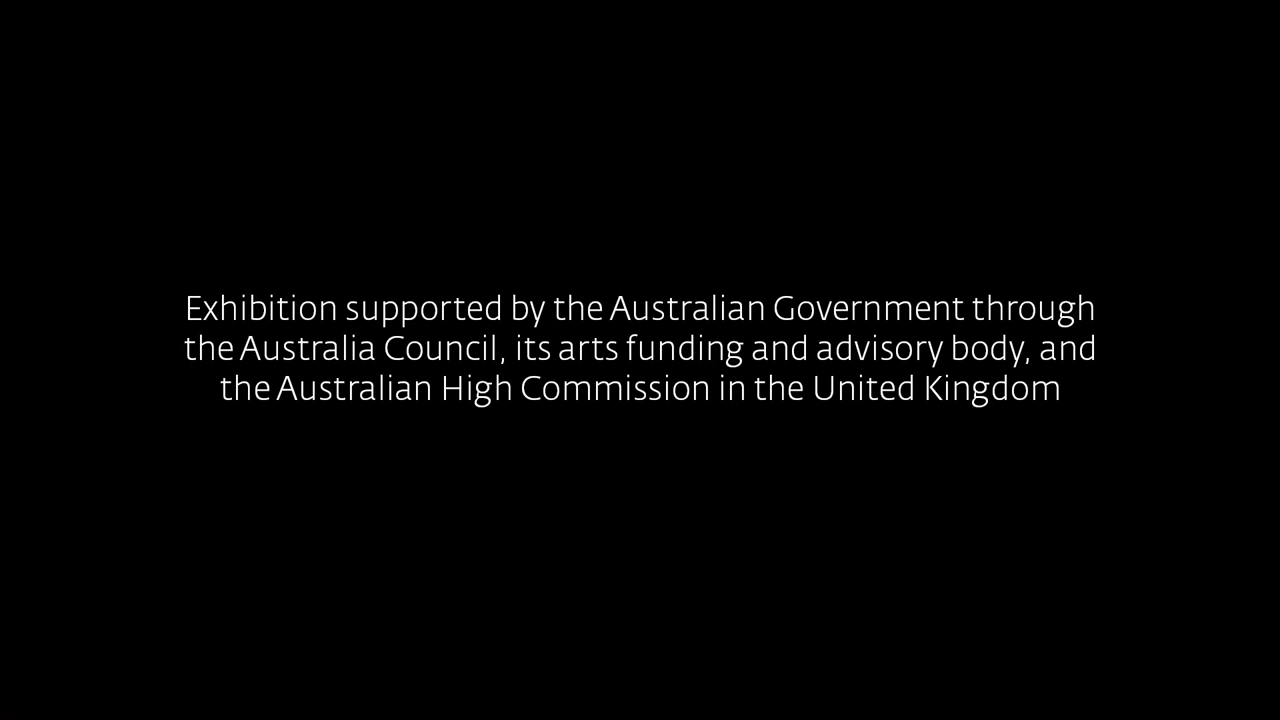 Exhibition supported by the Australian Government through
the Australia Council, its arts funding and advisory body, and
the Australian High Commission in the United Kingdom